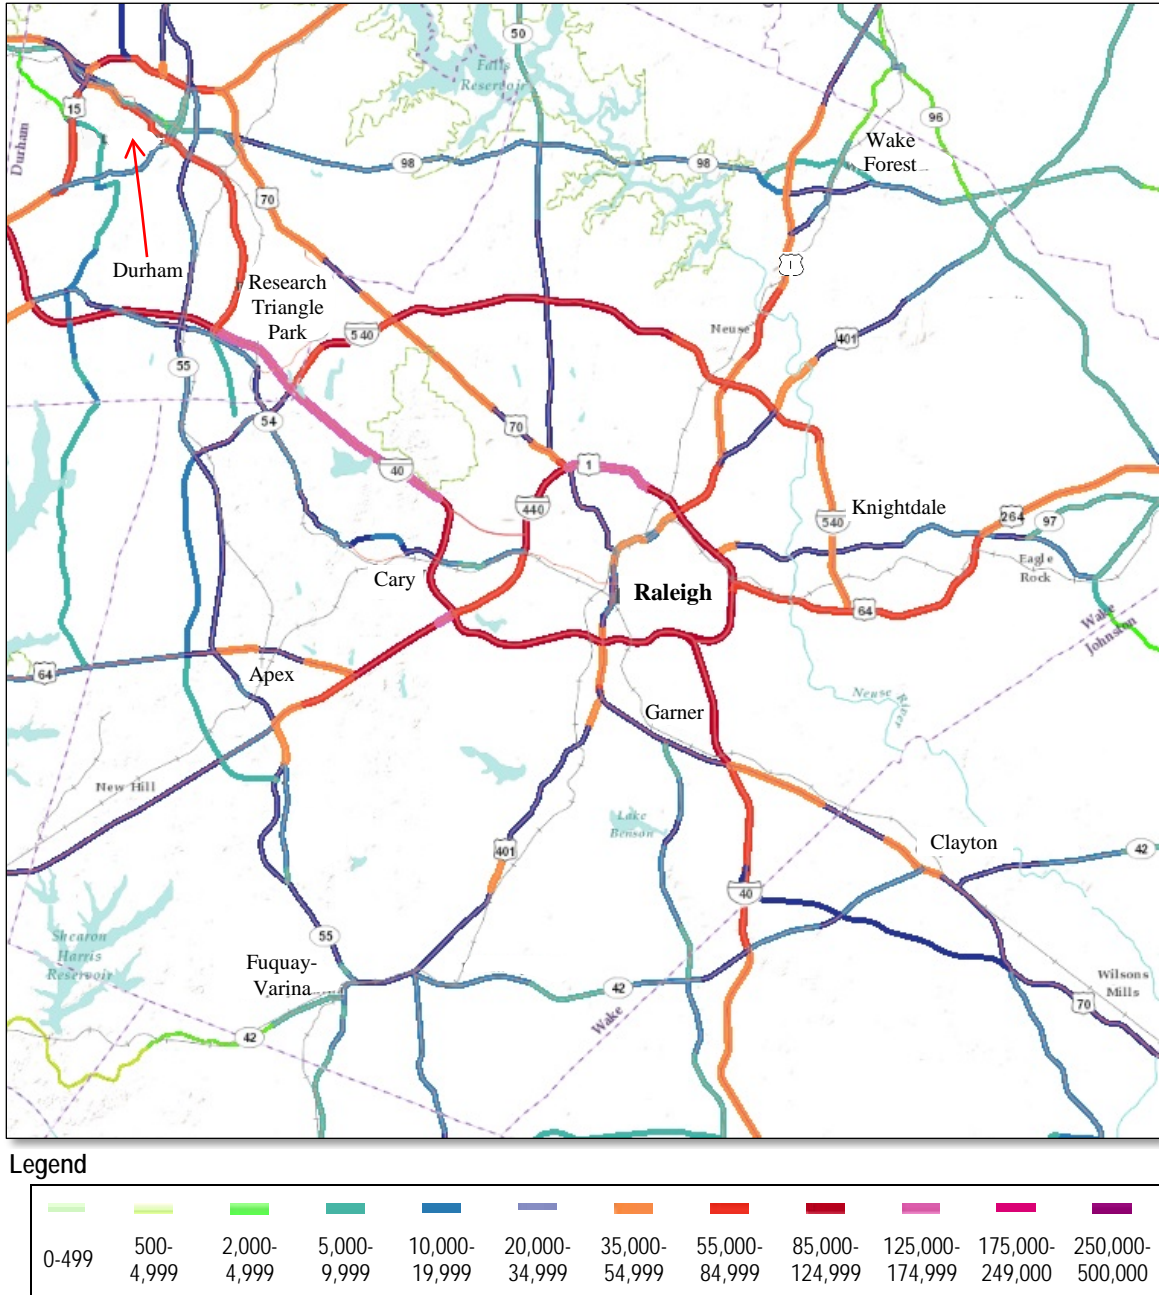 50
Falls
Reservoir
15
Durham
96
Wake
Forest
98
98
70
Durham
Research
Triangle
Park
1
540
Neuse
401
55
54
70
1
40
440
Knightdale
264
97
540
Eagle
Rock
Cary
Raleigh
64
Wake
Johnston
64
Apex
Neuse
River
Garner
New Hill
Lake
Benson
401
Clayton
42
40
Shearon
Harris
Reservoir
55
Fuquay-
Varina
42
Wilsons
Mills
70
Wake
42
Legend
0-499
500-
4,999
2,000-
4,999
5,000-
9,999
10,000-
19,999
20,000-
34,999
35,000-
54,999
55,000-
84,999
85,000-
124,999
125,000-
174,999
175,000-
249,000
250,000-
500,000